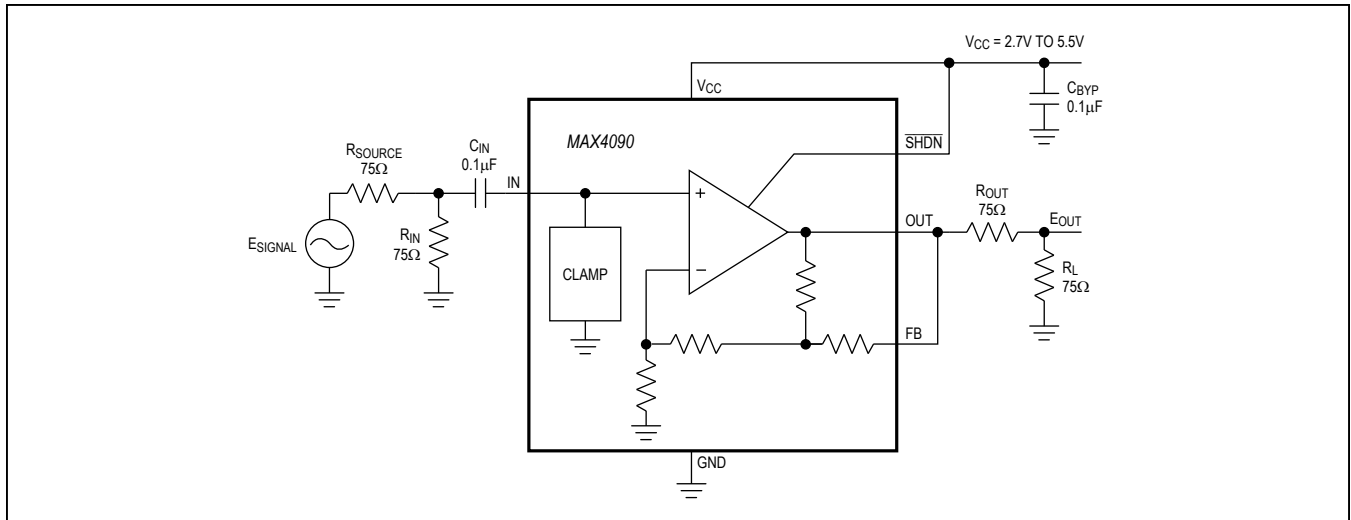 VCC = 2.7V TO 5.5V
VCC
CBYP
0.1µF
MAX4090
SHDN
RSOURCE
75Ω
CIN
0.1µF
IN
+
ROUT
75Ω
OUT
EOUT
ESIGNAL
RIN
75Ω
CLAMP
−
RL
75Ω
FB
GND